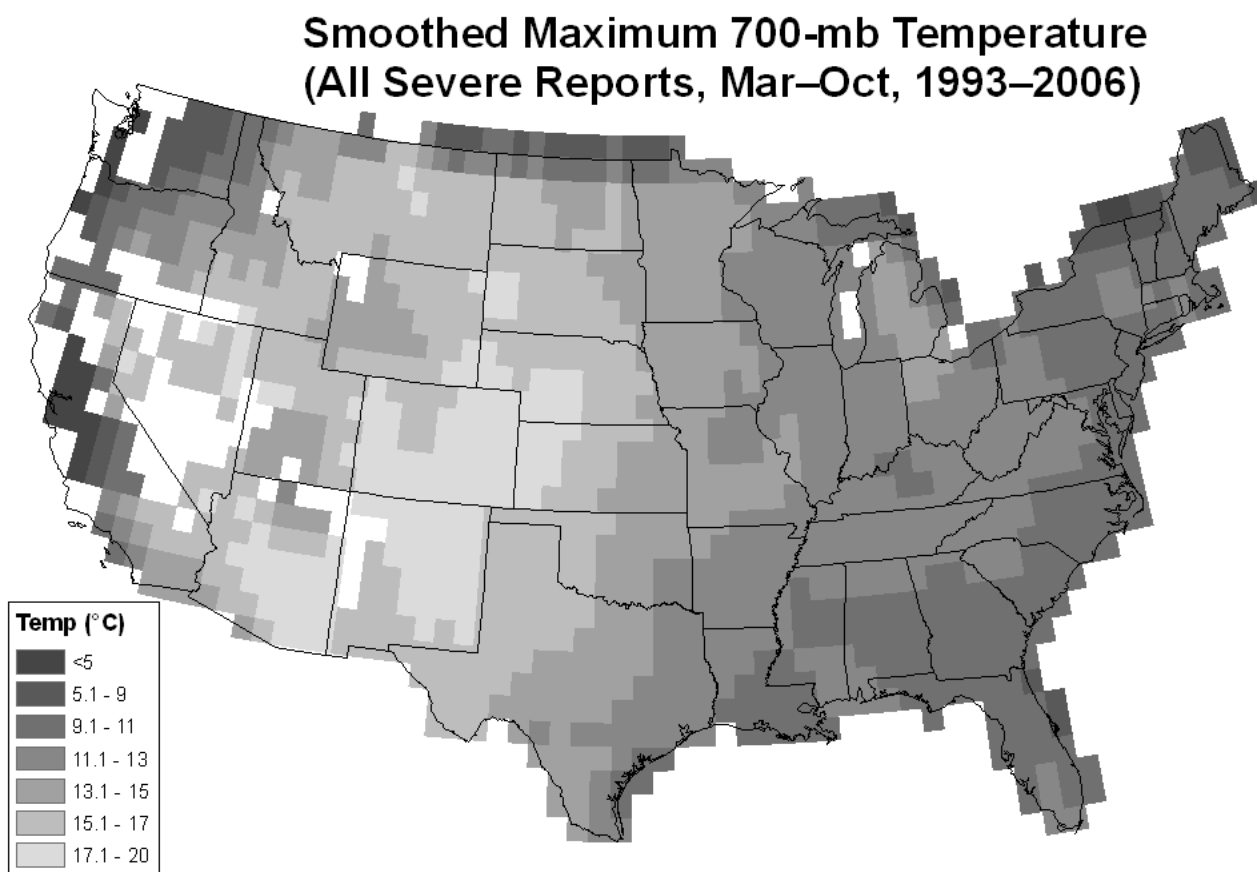 Smoothed Maximum 700-mb Temperature
(All Severe Reports, Mar–Oct, 1993–2006)
Temp (°C)
<5
5.1 - 9
9.1 - 11
11.1 - 13
13.1 - 15
15.1 - 17
17.1 - 20